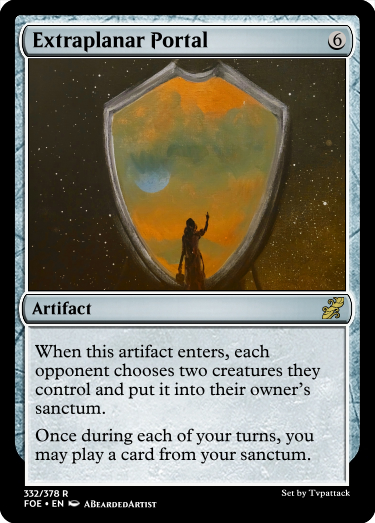 Extraplanar Portal 6
Artifact
When this artifact enters, each
opponent chooses two creatures they
control and put it into their owner's
sanctum.
Once during each of your turns, you
may play a card from your sanctum.
332/378 R
FOE • EN ABeardedArtist
Set by Tvpattack